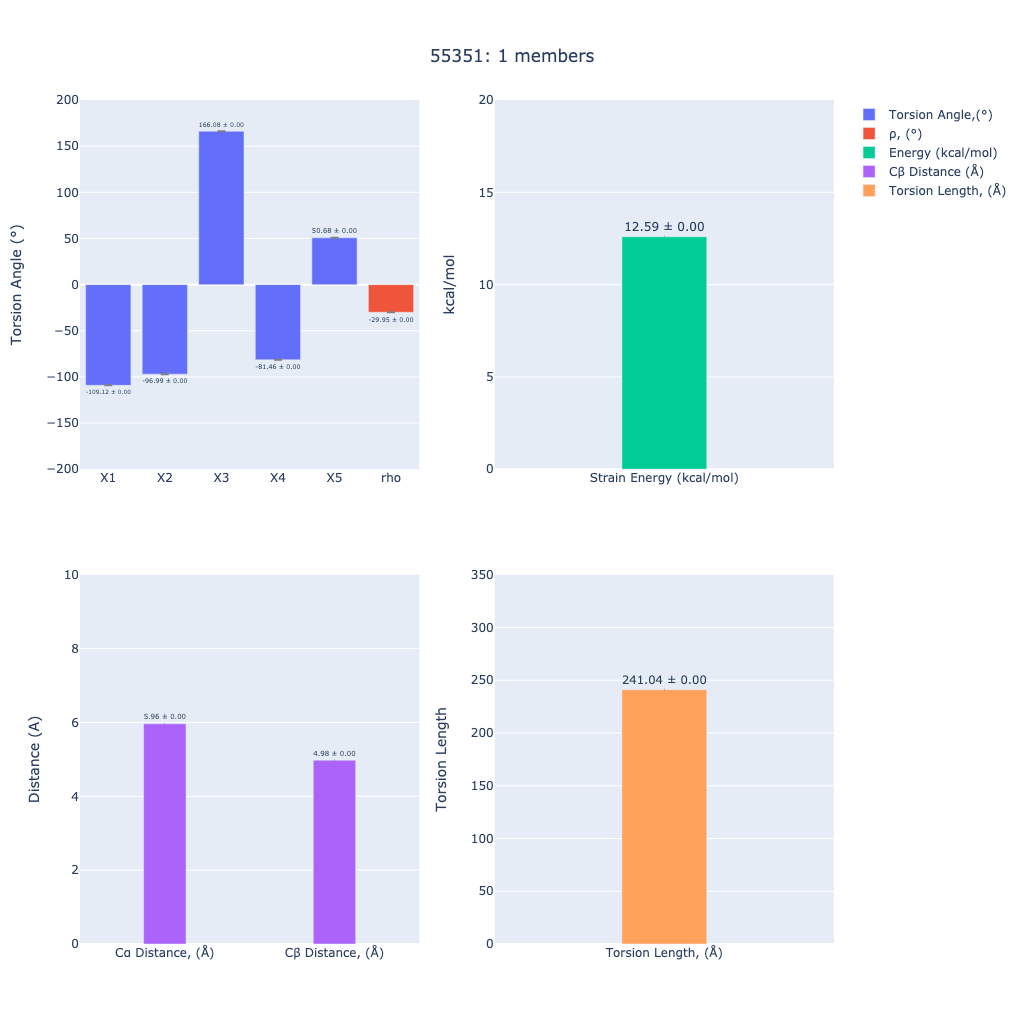 55351: 1 members
Torsion Angle (°)
200
150
100
50
0
−50
−100
−150
−200
-109.12 ± 0.00
-96.99 ± 0.00
166.08 ± 0.00
-81.46 ± 0.00
50.68 ± 0.00
-29.95 ± 0.00
X1 X2 X3 X4 X5 rho
kcal/mol
20
15
10
5
0
12.59 ± 0.00
Strain Energy (kcal/mol)
Torsion Angle,(°)
ρ, (°)
Energy (kcal/mol)
Cβ Distance (Å)
Torsion Length, (Å)
Distance (A)
10
8
6
4
2
0
5.96 ± 0.00
4.98 ± 0.00
Cα Distance, (Å) Cβ Distance, (Å)
Torsion Length
350
300
250
200
150
100
50
0
241.04 ± 0.00
Torsion Length, (Å)